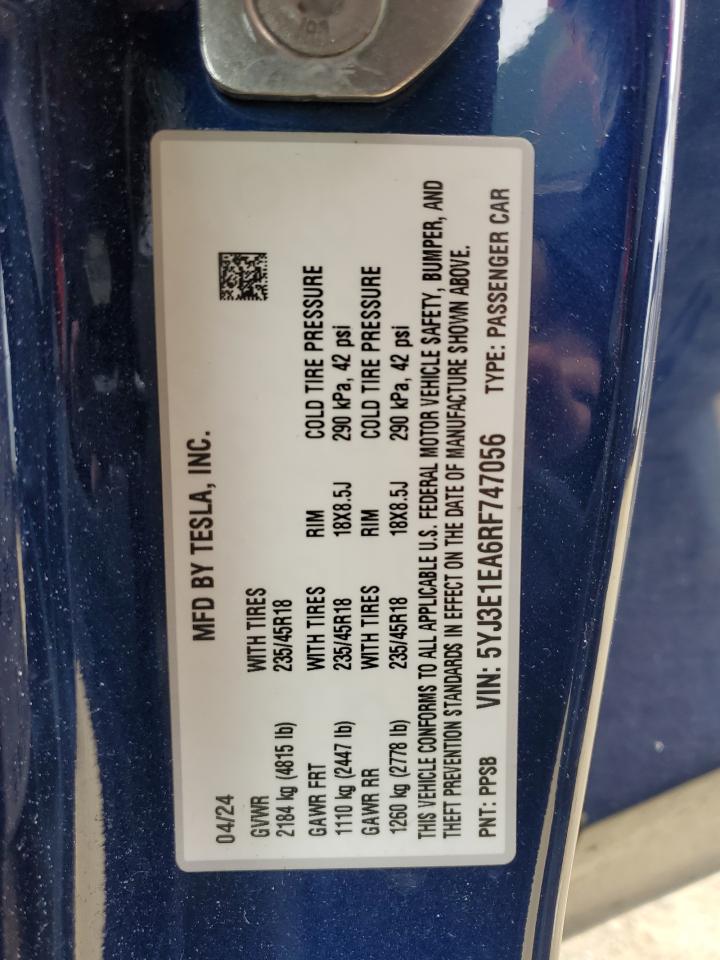 MFD BY TESLA, INC.
04/24
GVWR WITH TIRES
2184 kg (4815 lb) 235/45R18
GAWR FRT WITH TIRES RIM COLD TIRE PRESSURE
1110 kg (2447 lb) 235/45R18 18X8.5J 290 kPa, 42 psi
GAWR RR WITH TIRES RIM COLD TIRE PRESSURE
1260 kg (2778 lb) 235/45R18 18X8.5J 290 kPa, 42 psi
THIS VEHICLE CONFORMS TO ALL APPLICABLE U.S. FEDERAL MOTOR VEHICLE SAFETY, BUMPER, AND
THEFT PREVENTION STANDARDS IN EFFECT ON THE DATE OF MANUFACTURE SHOWN ABOVE.
PNT: PPSB VIN: 5YJ3E1EA6RF747056 TYPE: PASSENGER CAR